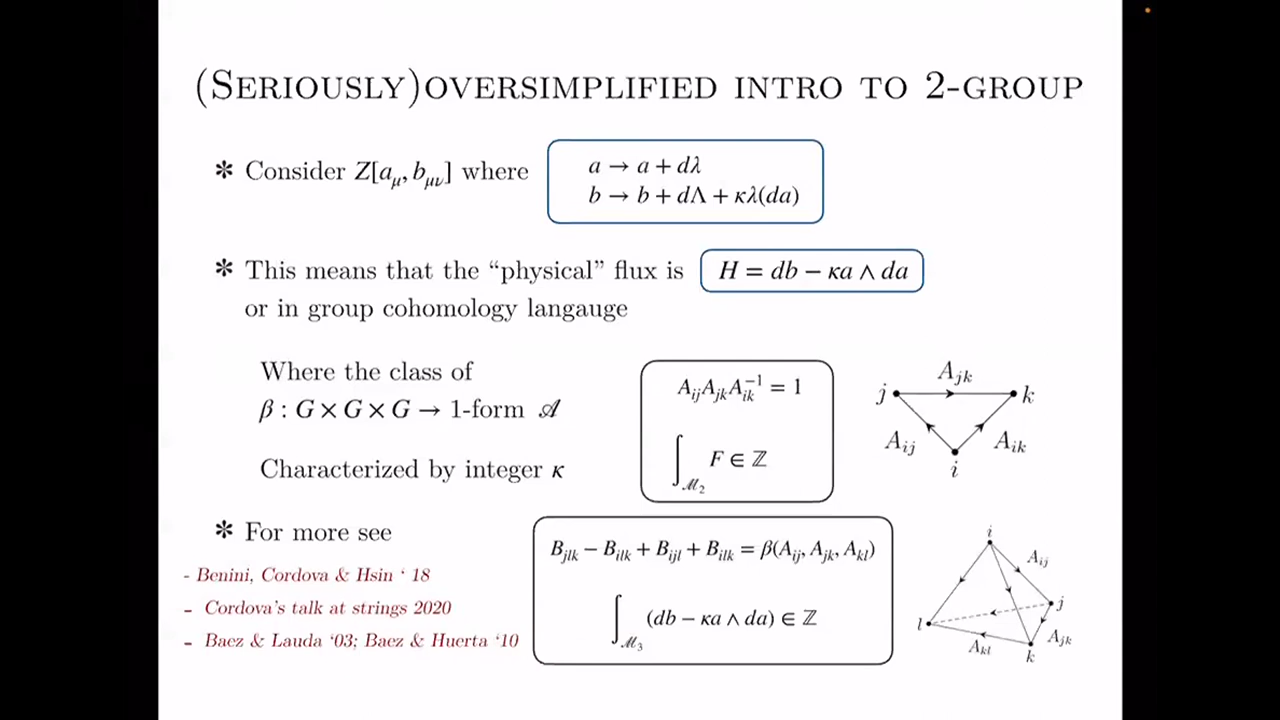 (Seriously)oversimplified intro to 2-group
✻ Consider Z[a_μ, b_μν] where
a → a + dλ
b → b + dΛ + κλ(da)
✻ This means that the “physical” flux is
H = db − κa ∧ da
or in group cohomology langauge
Where the class of
β : G × G × G → 1-form 𝒜
Characterized by integer κ
A_ij A_jk A_ik^−1 = 1
∫_ℳ₂ F ∈ ℤ
A_jk
j
k
A_ij
A_ik
i
✻ For more see
- Benini, Cordova & Hsin ‘ 18
- Cordova's talk at strings 2020
- Baez & Lauda ‘03; Baez & Huerta ‘10
B_jlk − B_ilk + B_ijl + B_ilk = β(A_ij, A_jk, A_kl)
∫_ℳ₃ (db − κa ∧ da) ∈ ℤ
i
A_ij
j
l
A_jk
A_kl
k